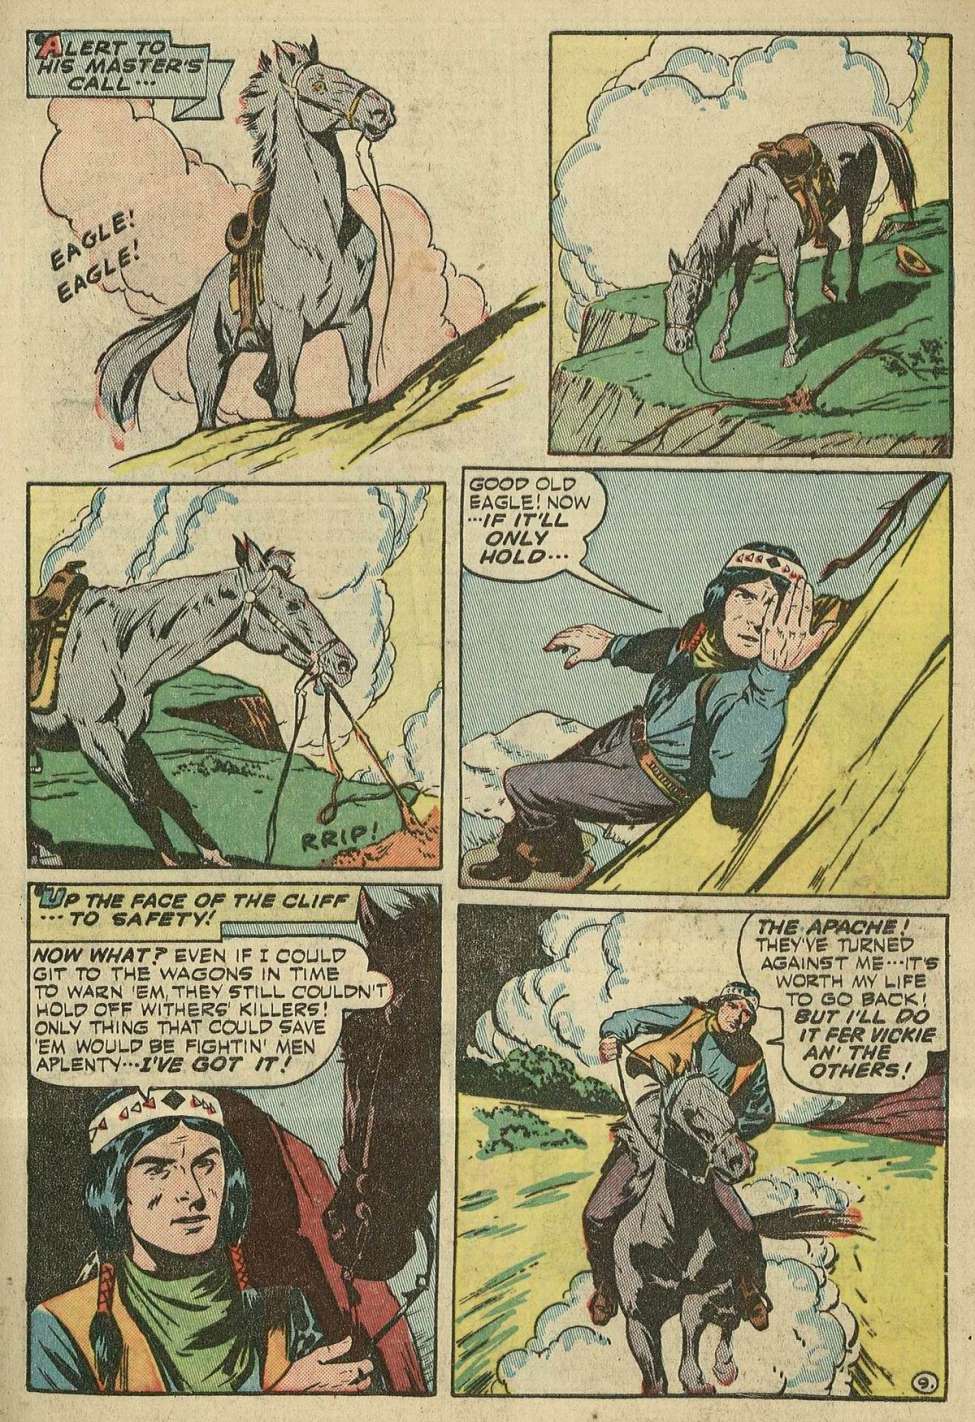 "ALERT TO
HIS MASTER'S
CALL...
EAGLE!
EAGLE!
RRIP!
GOOD OLD
EAGLE! NOW
...IF IT'LL
ONLY
HOLD...
"UP THE FACE OF THE CLIFF
...TO SAFETY!
NOW WHAT? EVEN IF I COULD
GIT TO THE WAGONS IN TIME
TO WARN 'EM, THEY STILL COULDN'T
HOLD OFF WITHERS' KILLERS!
ONLY THING THAT COULD SAVE
'EM WOULD BE FIGHTIN' MEN
APLENTY...I'VE GOT IT!
THE APACHE!
THEY'VE TURNED
AGAINST ME...IT'S
WORTH MY LIFE
TO GO BACK!
BUT I'LL DO
IT FER VICKIE
AN' THE
OTHERS!
9.